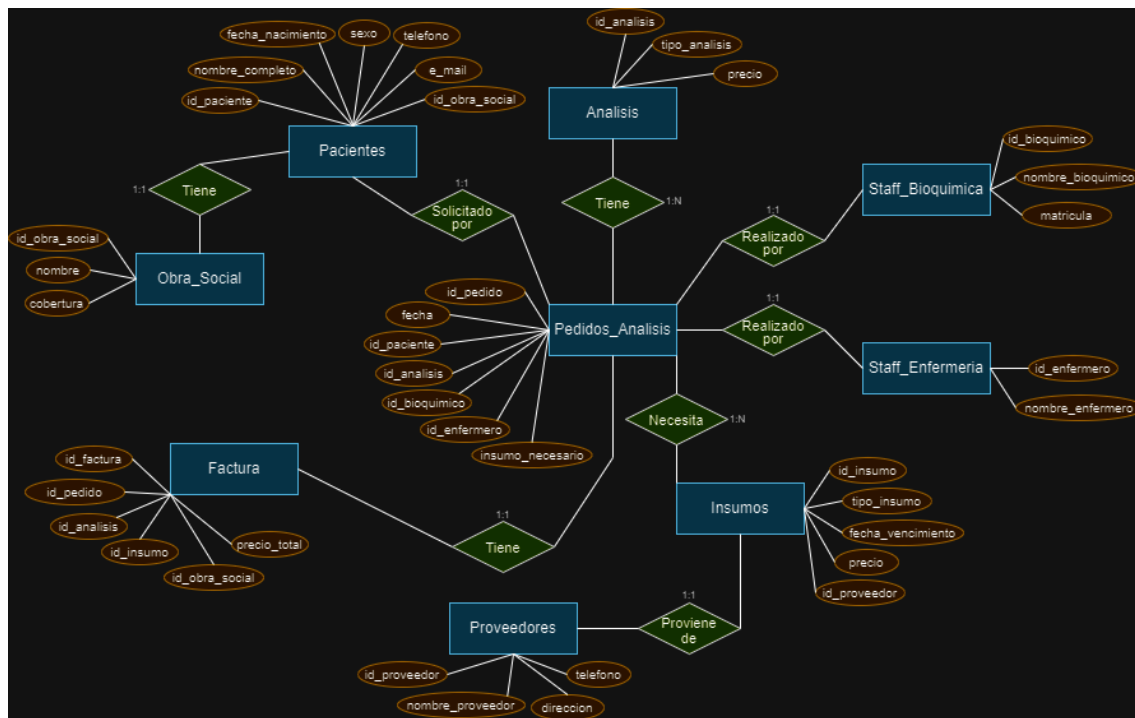 id_analisis
fecha_nacimiento
sexo
telefono
tipo_analisis
nombre_completo
e_mail
precio
id_paciente
id_obra_social
Analisis
Pacientes
id_bioquimico
1:1
Tiene
1:1
nombre_bioquimico
Staff_Bioquimica
Solicitado
por
Tiene
1:N
1:1
matricula
id_obra_social
Realizado
por
nombre
Obra_Social
cobertura
id_pedido
1:1
fecha
Pedidos_Analisis
Realizado
por
id_paciente
Staff_Enfermeria
id_enfermero
id_analisis
id_bioquimico
nombre_enfermero
id_enfermero
Necesita
1:N
insumo_necesario
id_factura
Factura
id_insumo
id_pedido
tipo_insumo
Insumos
id_analisis
1:1
fecha_vencimiento
id_insumo
precio_total
Tiene
precio
id_obra_social
id_proveedor
1:1
Proveedores
Proviene
de
id_proveedor
telefono
nombre_proveedor
direccion